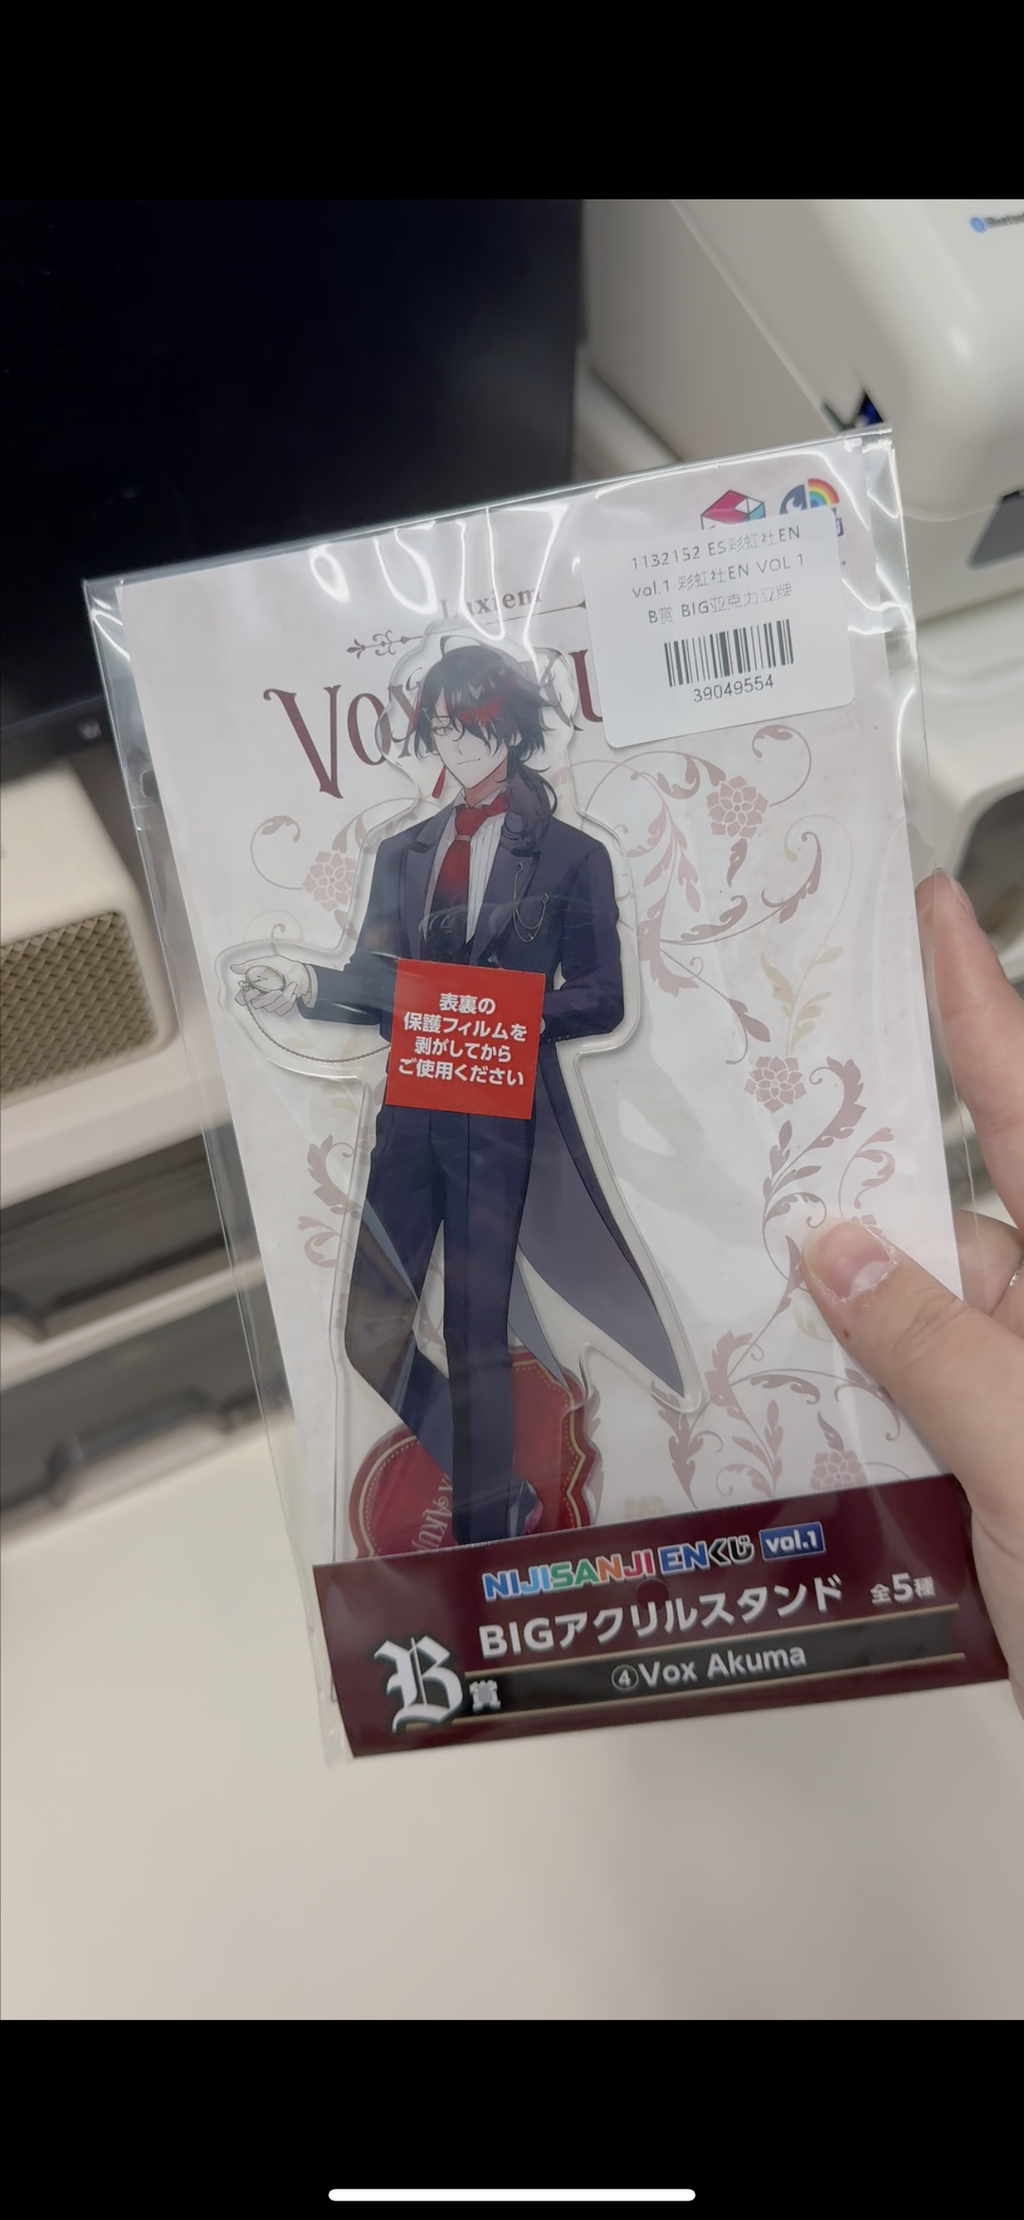 1132152 ES彩虹社EN
vol.1 彩虹社EN VOL 1
B赏 BIG亚克力立牌
39049554
Luxiem
Vox
表裏の
保護フィルムを
剥がしてから
ご使用ください
NIJISANJI ENくじ vol.1
BIGアクリルスタンド 全5種
B賞 ④Vox Akuma